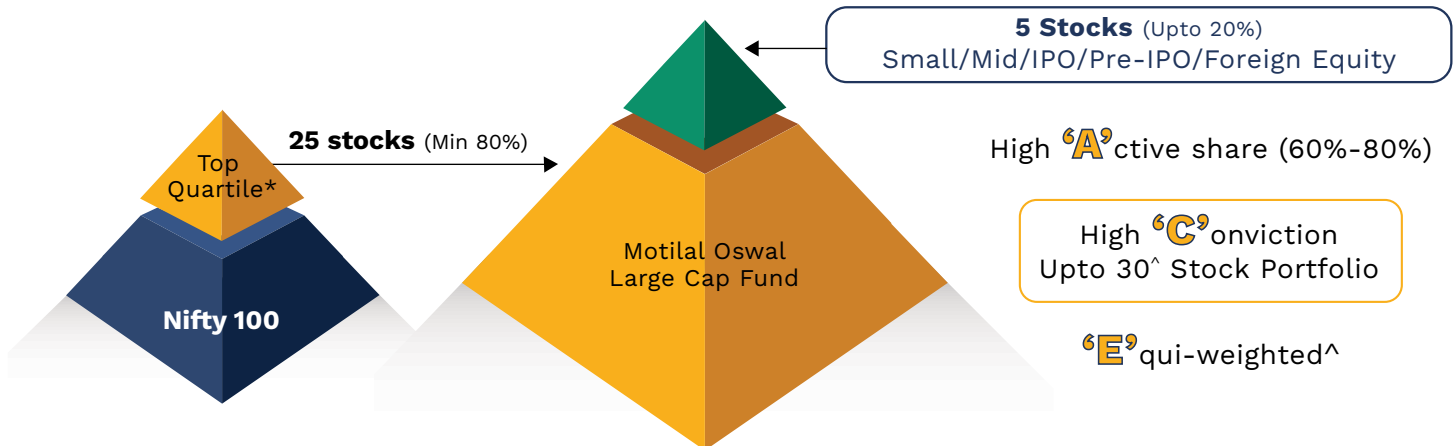 5 Stocks (Upto 20%)
Small/Mid/IPO/Pre-IPO/Foreign Equity
25 stocks (Min 80%)
Top
Quartile*
Nifty 100
Motilal Oswal
Large Cap Fund
High ‘A’ctive share (60%-80%)
High ‘C’onviction
Upto 30^ Stock Portfolio
‘E’qui-weighted^